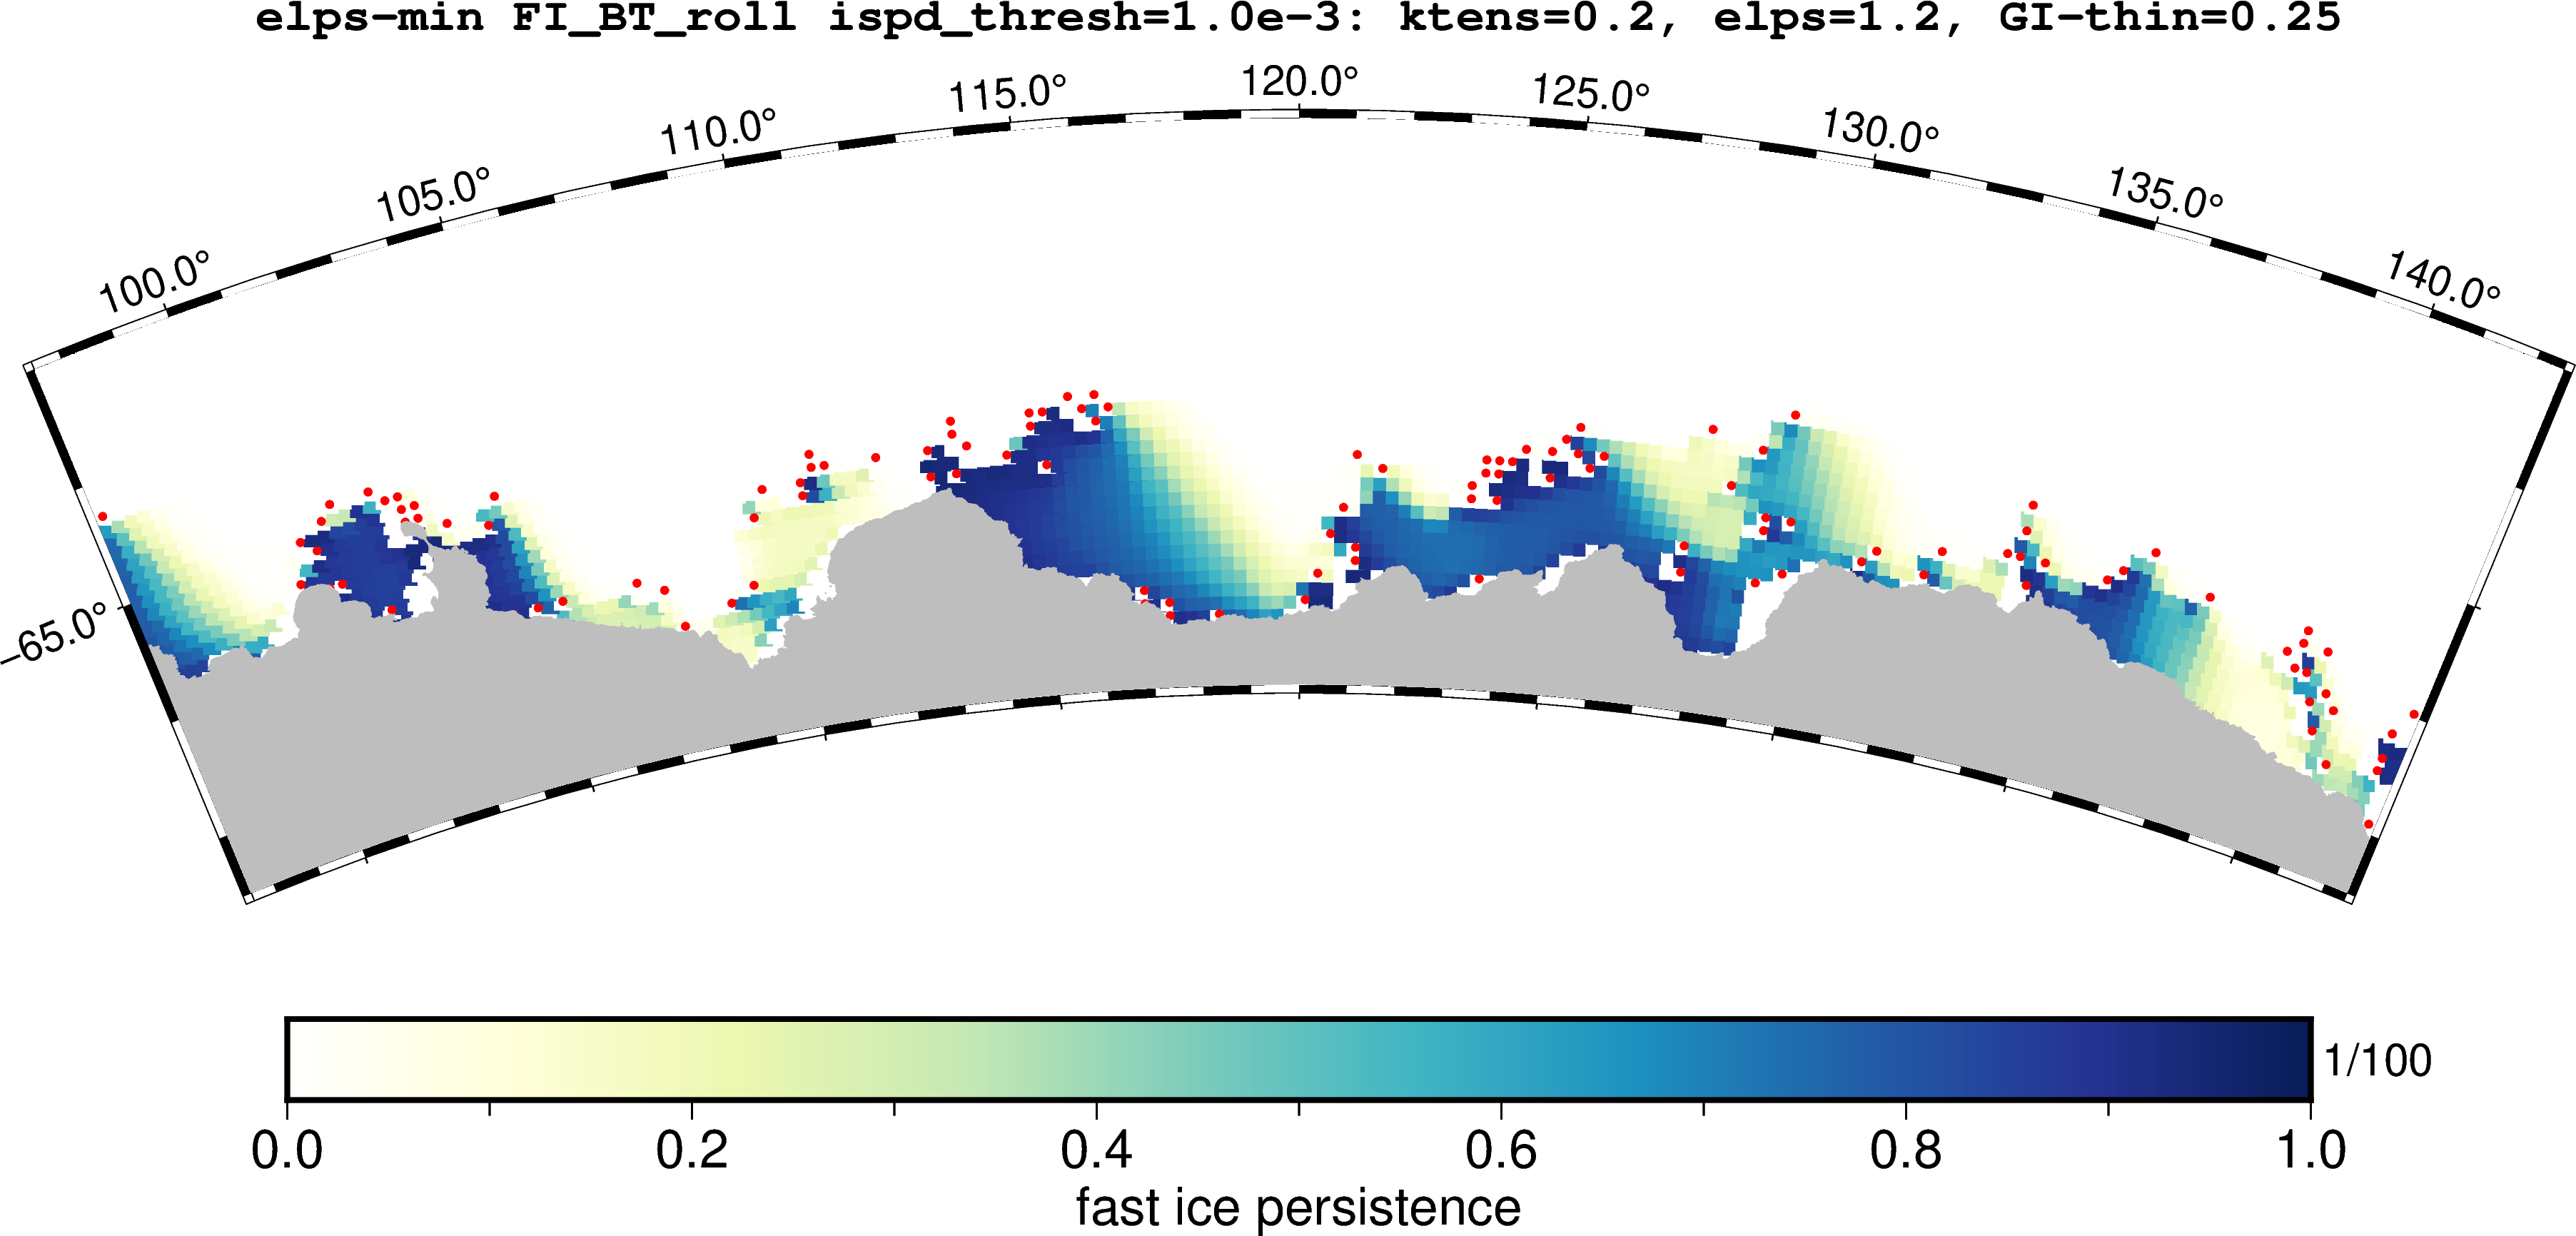 elps-min FI_BT_roll ispd_thresh=1.0e-3: ktens=0.2, elps=1.2, GI-thin=0.25
100.0° 105.0° 110.0° 115.0° 120.0° 125.0° 130.0° 135.0° 140.0°
-65.0°
1/100
0.0 0.2 0.4 0.6 0.8 1.0
fast ice persistence